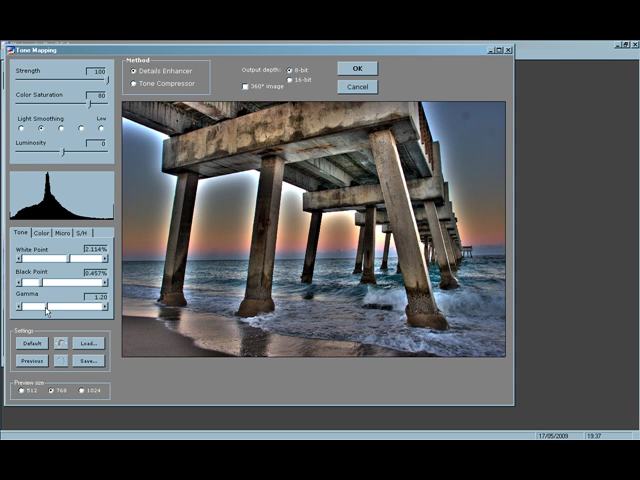 Tone Mapping
Strength 100
Color Saturation 80
Light Smoothing Low
Luminosity 0
Method
Details Enhancer
Tone Compressor
Output depth: 8-bit
16-bit
360° image
OK
Cancel
Tone Color Micro S/H
White Point 2.114%
Black Point 0.457%
Gamma 1.20
Settings
Default Load...
Previous Save...
Preview size
512 768 1024
17/05/2009 19:37